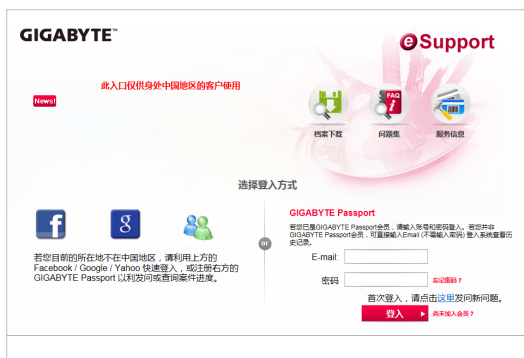 GIGABYTE™
eSupport
此入口仅供身处中国地区的客户使用
News!
FAQ
档案下载 问题集 服务信息
选择登入方式
f g
若您目前的所在地不在中国地区，请利用上方的
Facebook / Google / Yahoo 快速登入，或注册右方的
GIGABYTE Passport 以利发问或查询案件进度。
or
GIGABYTE Passport
若您已是GIGABYTE Passport会员，请输入账号和密码登入。若您并非
GIGABYTE Passport会员，可直接输入Email (不需输入密码) 登入系统查看历
史记录。
E-mail:
密码 忘记密码？
首次登入，请点击这里发问新问题。
登入 尚未加入会员？